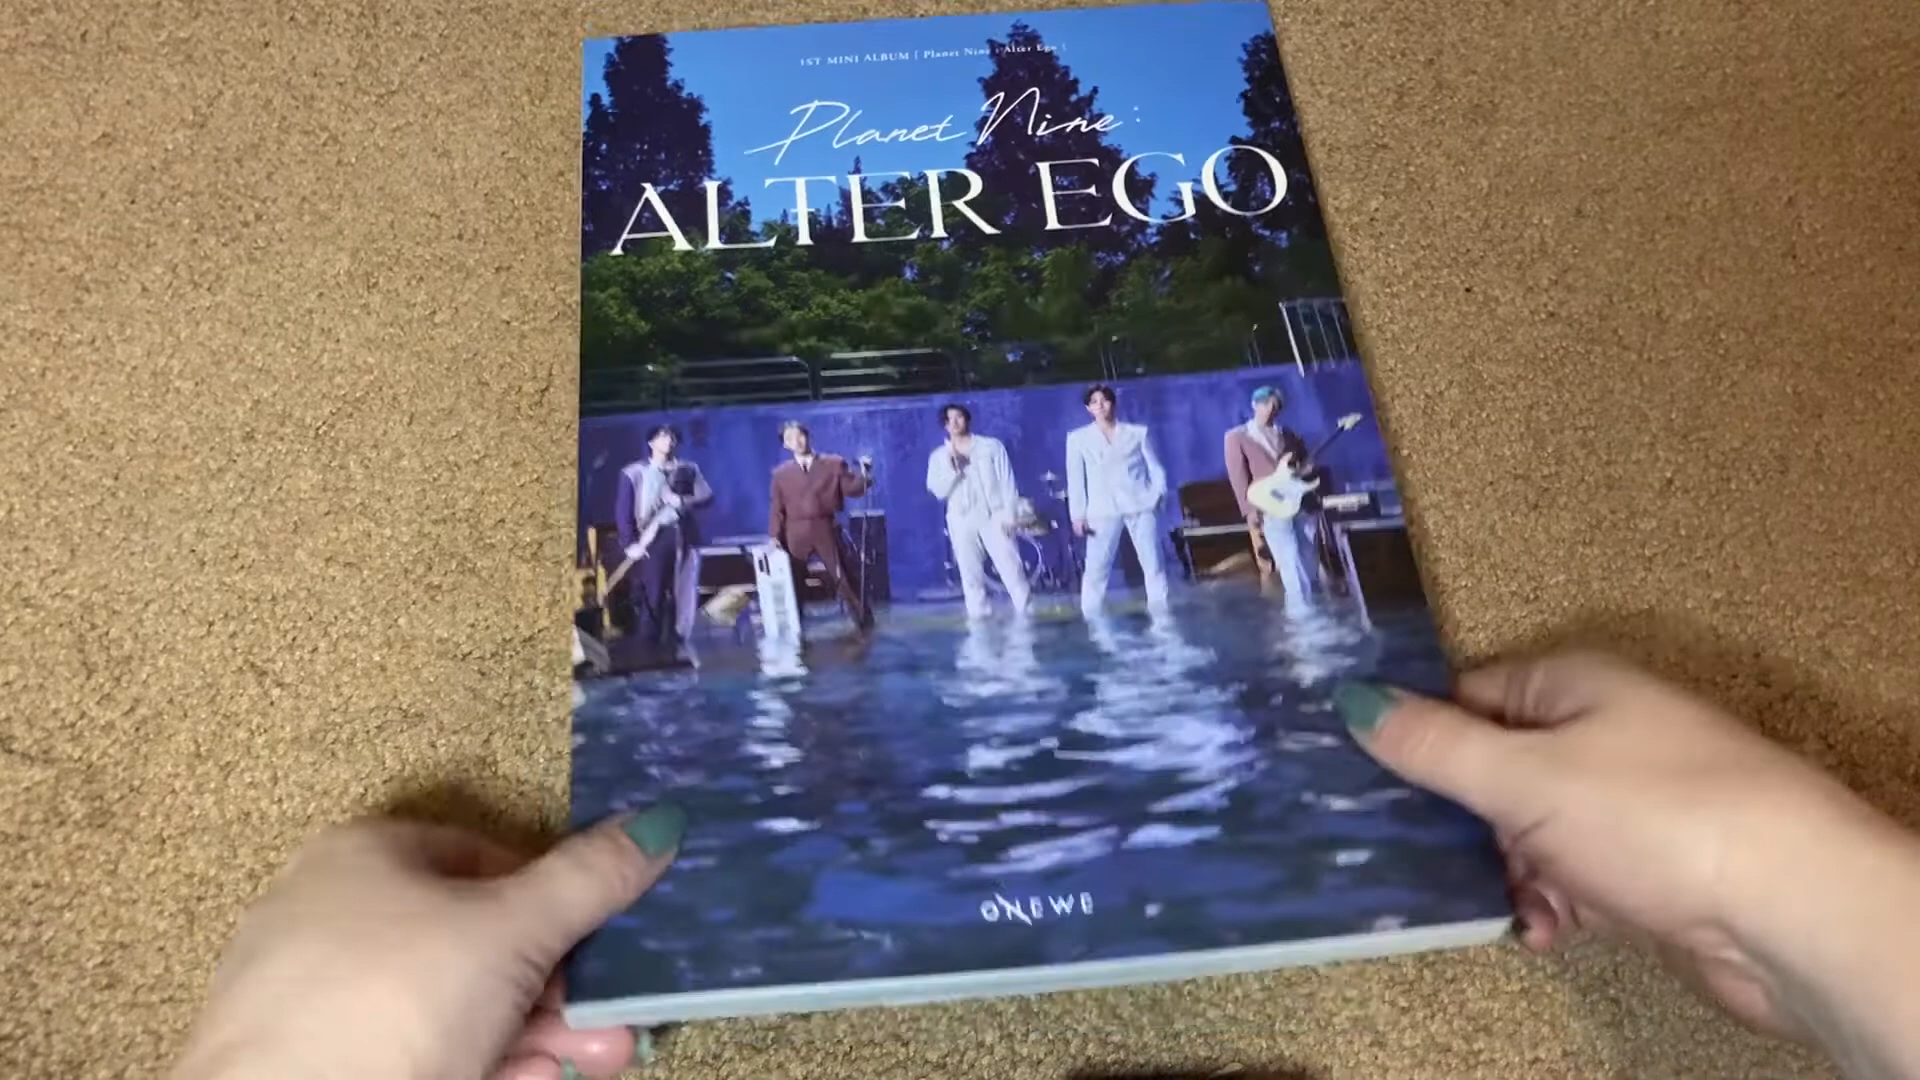 1ST MINI ALBUM [ Planet Nine : Alter Ego ]
Planet Nine:
ALTER EGO
ONEWE